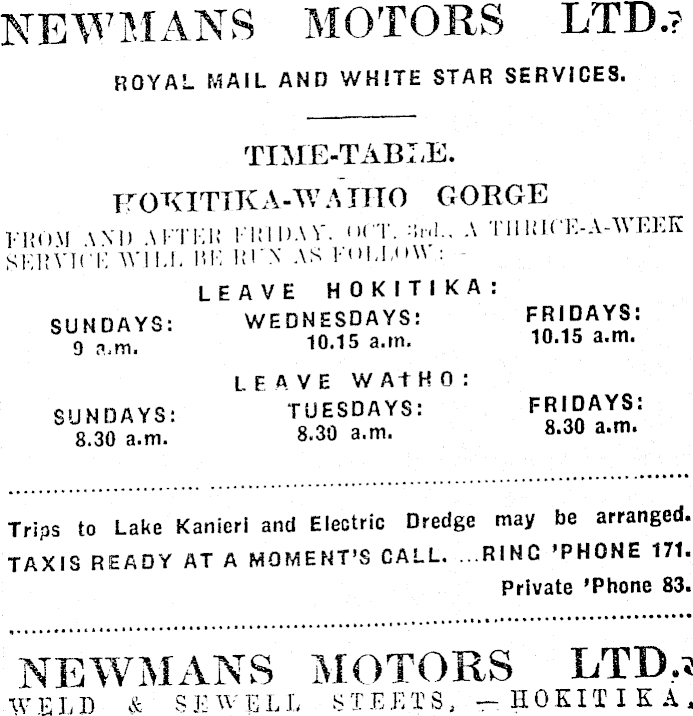 NEWMANS MOTORS LTD.,
ROYAL MAIL AND WHITE STAR SERVICES.
TIME-TABLE.
HOKITIKA-WAIHO GORGE
FROM AND AFTER FRIDAY, OCT. 3rd., A THRICE-A-WEEK
SERVICE WILL BE RUN AS FOLLOW: -
LEAVE HOKITIKA:
SUNDAYS: WEDNESDAYS: FRIDAYS:
9 a.m. 10.15 a.m. 10.15 a.m.
LEAVE WAIHO:
SUNDAYS: TUESDAYS: FRIDAYS:
8.30 a.m. 8.30 a.m. 8.30 a.m.
Trips to Lake Kanieri and Electric Dredge may be arranged.
TAXIS READY AT A MOMENT'S CALL. ...RING 'PHONE 171.
Private 'Phone 83.
NEWMANS MOTORS LTD.,
WELD & SEWELL STEETS, — HOKITIKA,